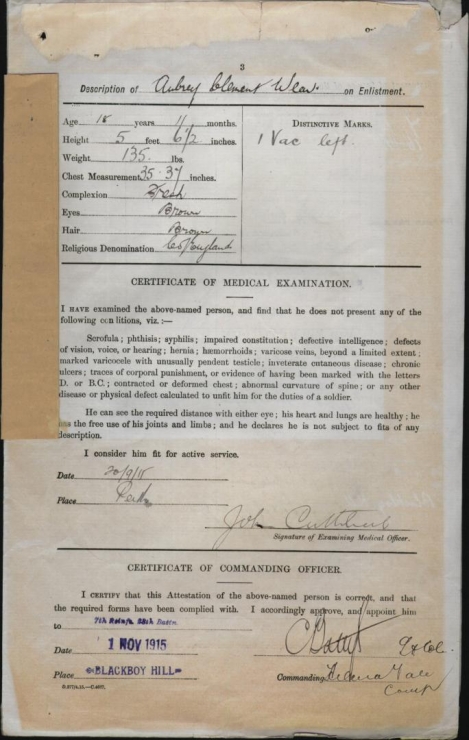 3
Description of Aubrey Clement Wear on Enlistment.
Age 18 years 11 months.
Height 5 feet 6½ inches.
Weight 135 lbs.
Chest Measurement 35-37 inches.
Complexion Fresh
Eyes Brown
Hair Brown
Religious Denomination Co England
DISTINCTIVE MARKS.
1 Vac left.
CERTIFICATE OF MEDICAL EXAMINATION.
I HAVE examined the above-named person, and find that he does not present any of the
following conditions, viz. :—
Scrofula ; phthisis ; syphilis ; impaired constitution ; defective intelligence ; defects
of vision, voice, or hearing ; hernia ; hæmorrhoids ; varicose veins, beyond a limited extent ;
marked varicocele with unusually pendent testicle ; inveterate cutaneous disease ; chronic
ulcers ; traces of corporal punishment, or evidence of having been marked with the letters
D. or B.C. ; contracted or deformed chest ; abnormal curvature of spine ; or any other
disease or physical defect calculated to unfit him for the duties of a soldier.
He can see the required distance with either eye ; his heart and lungs are healthy ; he
has the free use of his joints and limbs ; and he declares he is not subject to fits of any
description.
I consider him fit for active service.
Date 20/9/15
Place Perth
John Cuthbert
Signature of Examining Medical Officer.
CERTIFICATE OF COMMANDING OFFICER.
I CERTIFY that this Attestation of the above-named person is correct, and that
the required forms have been complied with. I accordingly approve, and appoint him
to 7th Reinfs. 28th Battn.
Date 1 NOV 1915
Lt Col.
Place BLACKBOY HILL
Commanding
Camp